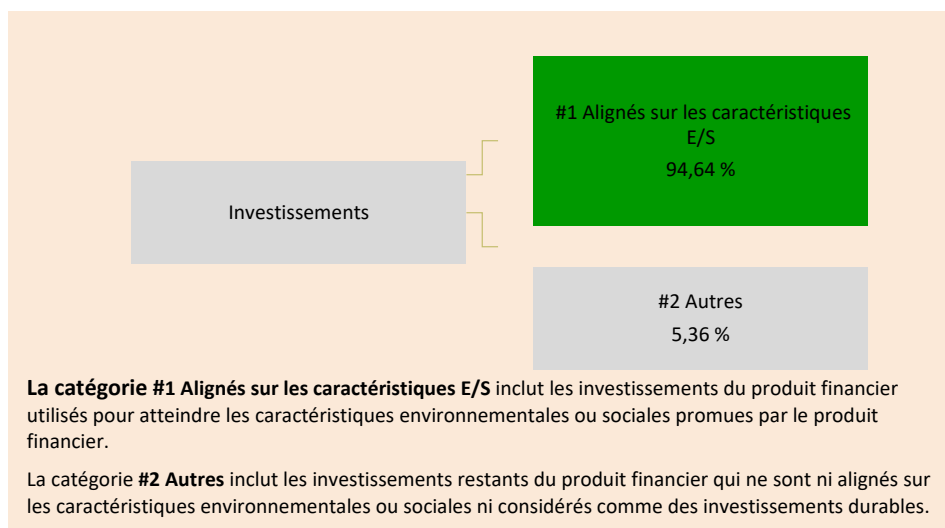 #1 Alignés sur les caractéristiques
E/S
94,64 %
Investissements
#2 Autres
5,36 %
La catégorie #1 Alignés sur les caractéristiques E/S inclut les investissements du produit financier
utilisés pour atteindre les caractéristiques environnementales ou sociales promues par le produit
financier.
La catégorie #2 Autres inclut les investissements restants du produit financier qui ne sont ni alignés sur
les caractéristiques environnementales ou sociales ni considérés comme des investissements durables.